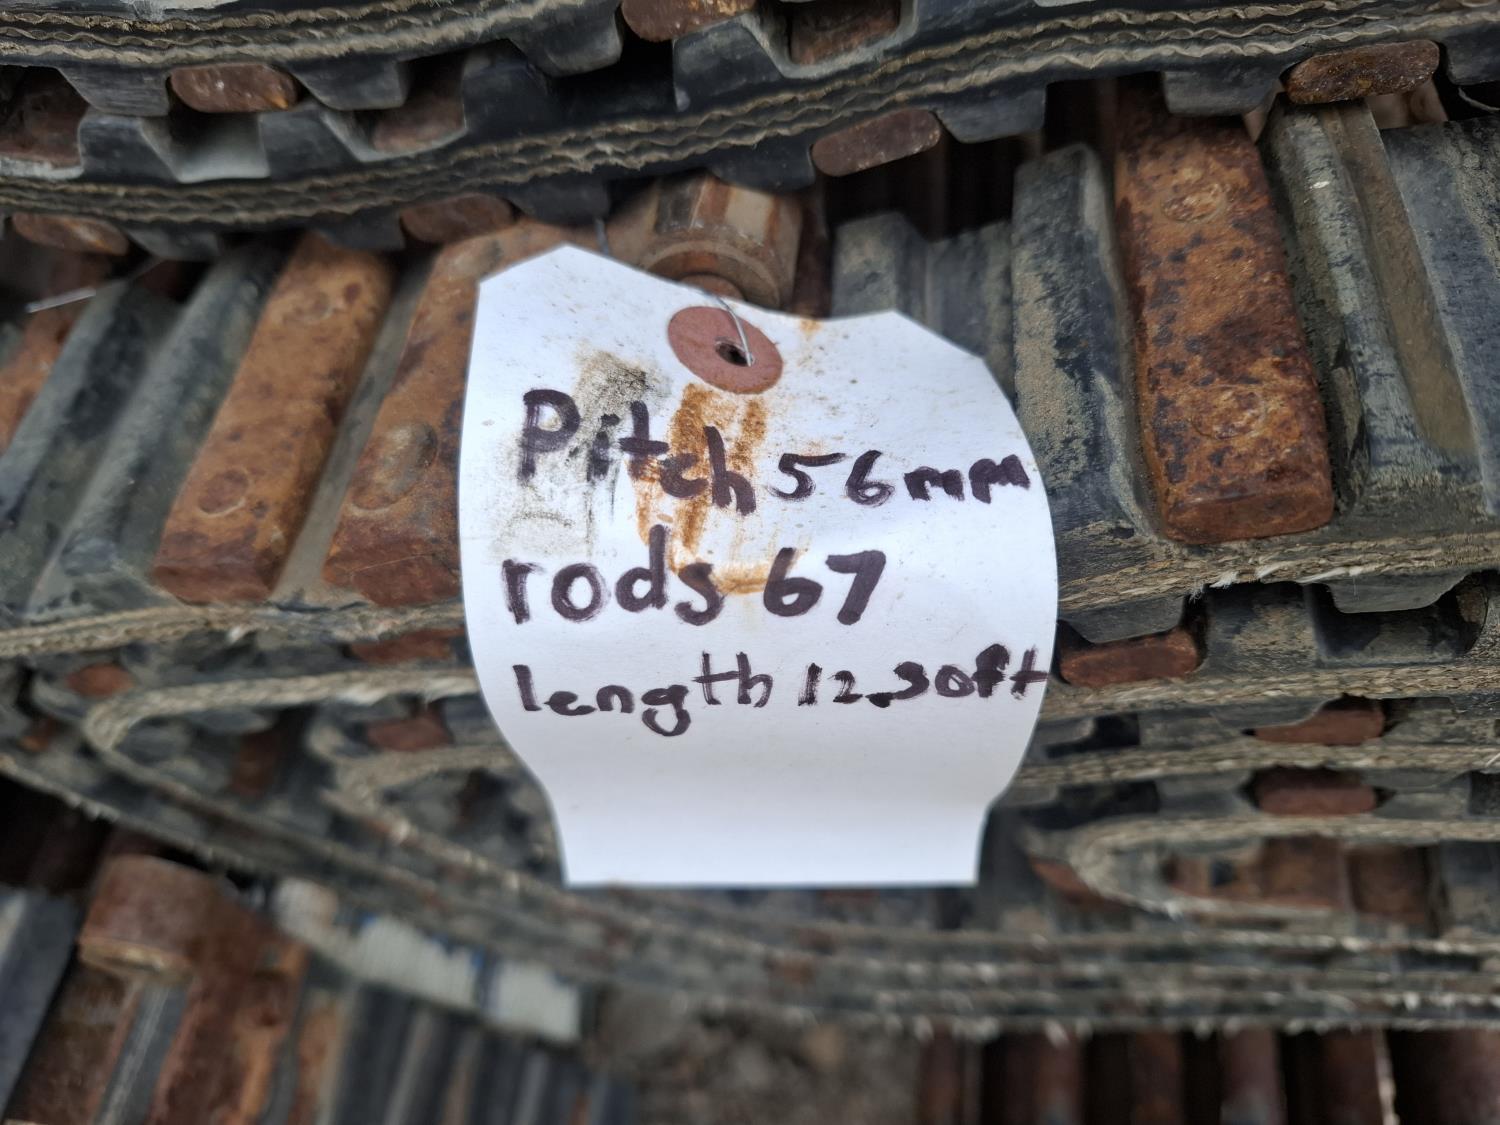 Pitch 56mm
rods 67
length 12.30ft